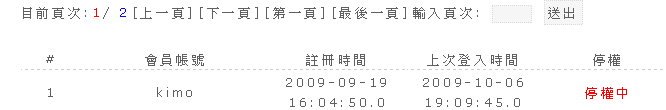 目前頁次:1/ 2[上一頁][下一頁][第一頁][最後一頁]輸入頁次: 送出
# 會員帳號 註冊時間 上次登入時間 停權
1 kimo 2009-09-19 16:04:50.0 2009-10-06 19:09:45.0 停權中